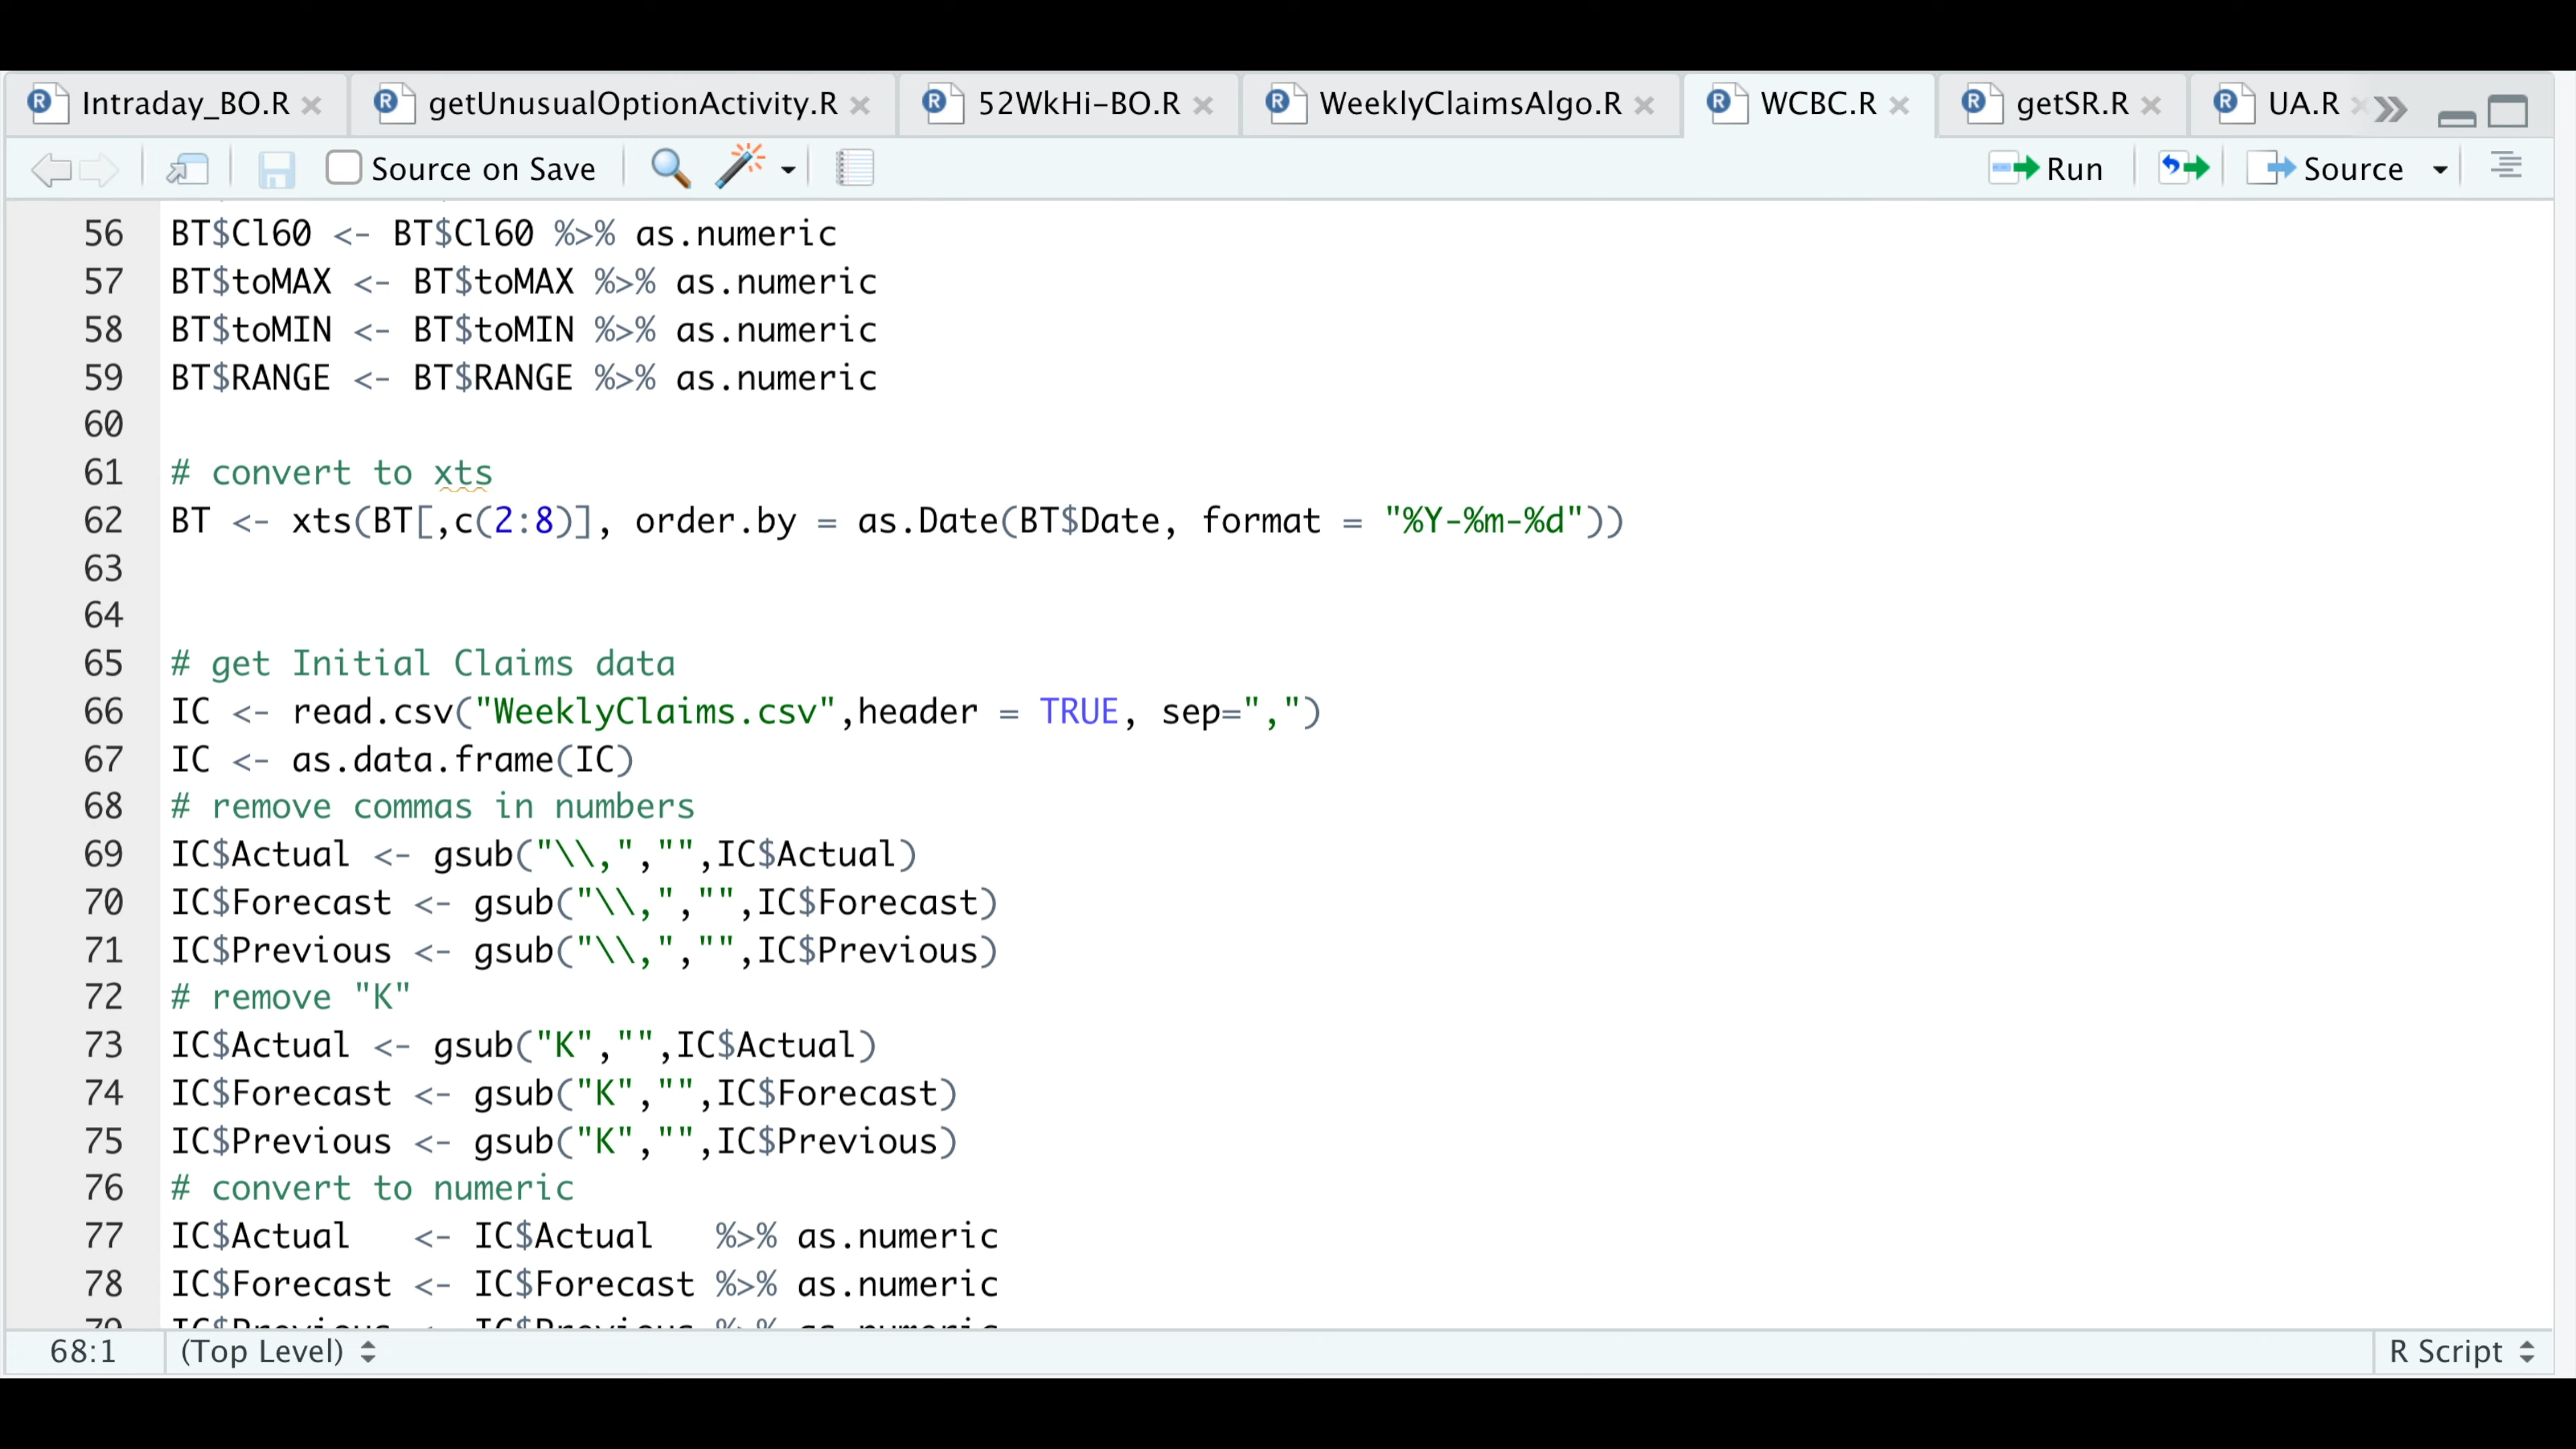 Intraday_BO.R getUnusualOptionActivity.R 52WkHi-BO.R WeeklyClaimsAlgo.R WCBC.R getSR.R UA.R
Source on Save Run Source
56 BT$Cl60 <- BT$Cl60 %>% as.numeric
57 BT$toMAX <- BT$toMAX %>% as.numeric
58 BT$toMIN <- BT$toMIN %>% as.numeric
59 BT$RANGE <- BT$RANGE %>% as.numeric
60
61 # convert to xts
62 BT <- xts(BT[,c(2:8)], order.by = as.Date(BT$Date, format = "%Y-%m-%d"))
63
64
65 # get Initial Claims data
66 IC <- read.csv("WeeklyClaims.csv",header = TRUE, sep=",")
67 IC <- as.data.frame(IC)
68 # remove commas in numbers
69 IC$Actual <- gsub("\\,","",IC$Actual)
70 IC$Forecast <- gsub("\\,","",IC$Forecast)
71 IC$Previous <- gsub("\\,","",IC$Previous)
72 # remove "K"
73 IC$Actual <- gsub("K","",IC$Actual)
74 IC$Forecast <- gsub("K","",IC$Forecast)
75 IC$Previous <- gsub("K","",IC$Previous)
76 # convert to numeric
77 IC$Actual   <- IC$Actual   %>% as.numeric
78 IC$Forecast <- IC$Forecast %>% as.numeric
79 IC$Previous <- IC$Previous %>% as.numeric
68:1 (Top Level) R Script